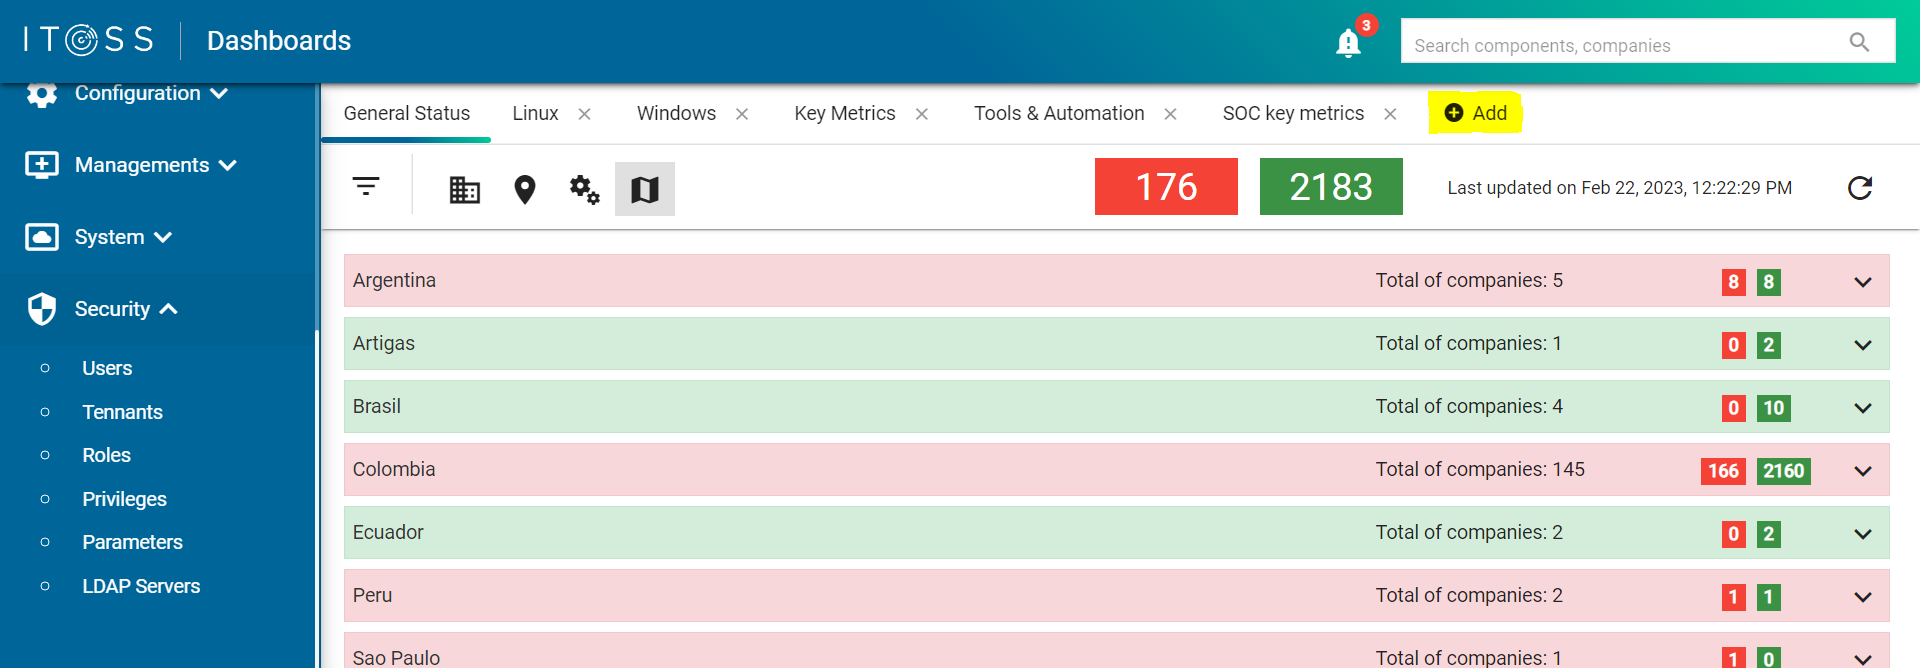 ITOSS Dashboards
3
Search components, companies
Configuration
Managements
System
Security
Users
Tennants
Roles
Privileges
Parameters
LDAP Servers
General Status Linux Windows Key Metrics Tools & Automation SOC key metrics Add
176 2183 Last updated on Feb 22, 2023, 12:22:29 PM
Argentina Total of companies: 5 8 8
Artigas Total of companies: 1 0 2
Brasil Total of companies: 4 0 10
Colombia Total of companies: 145 166 2160
Ecuador Total of companies: 2 0 2
Peru Total of companies: 2 1 1
Sao Paulo Total of companies: 1 1 0